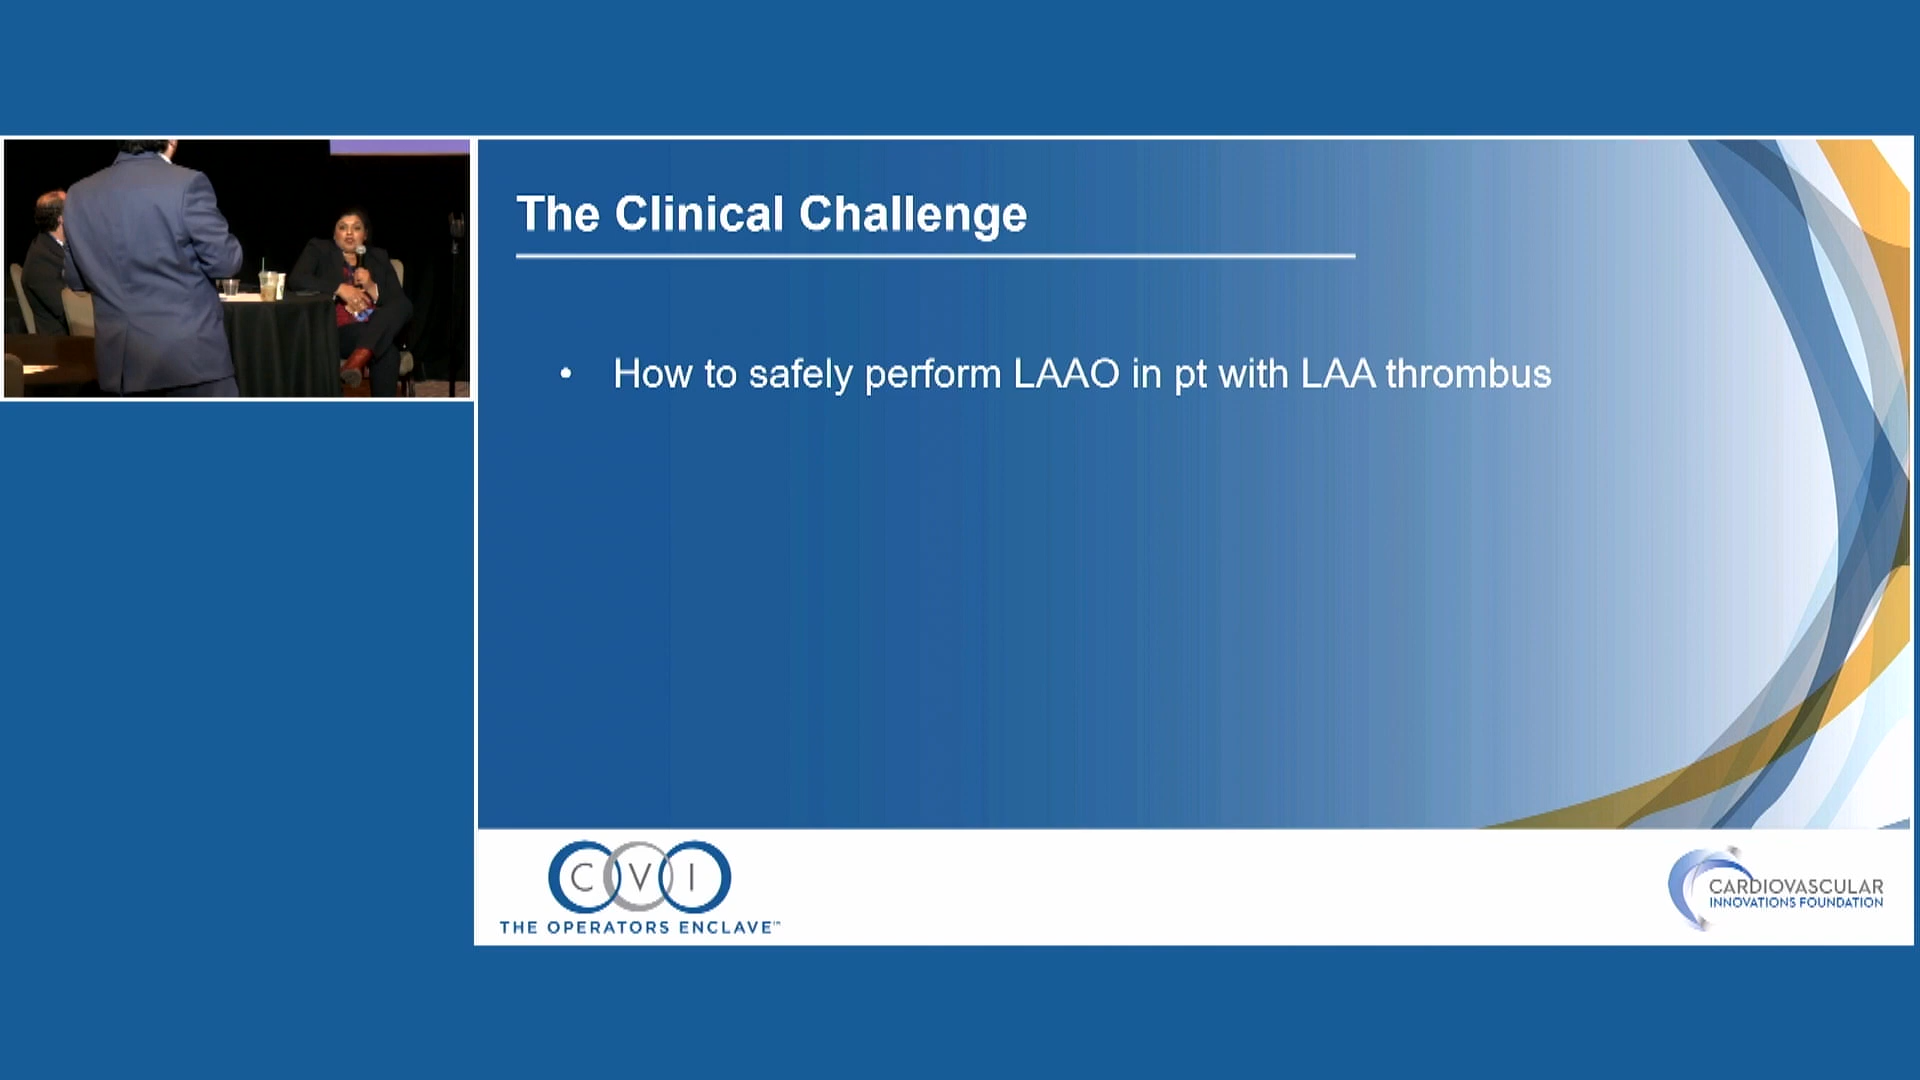 The Clinical Challenge
• How to safely perform LAAO in pt with LAA thrombus
CVI
THE OPERATORS ENCLAVE™
CARDIOVASCULAR
INNOVATIONS FOUNDATION